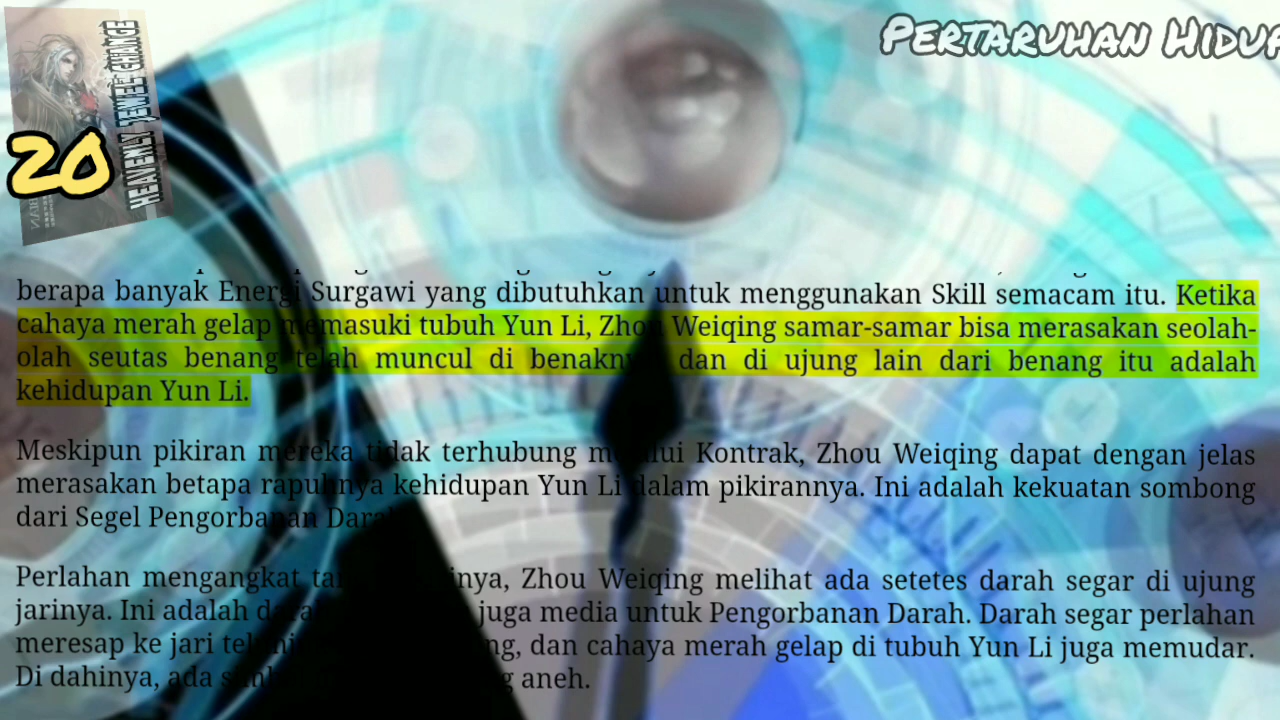 PERTARUHAN HIDUP
HEAVENLY JEWEL CHANGE
20
berapa banyak Energi Surgawi yang dibutuhkan untuk menggunakan Skill semacam itu. Ketika
cahaya merah gelap memasuki tubuh Yun Li, Zhou Weiqing samar-samar bisa merasakan seolah-
olah seutas benang telah muncul di benaknya dan di ujung lain dari benang itu adalah
kehidupan Yun Li.
Meskipun pikiran mereka tidak terhubung melalui Kontrak, Zhou Weiqing dapat dengan jelas
merasakan betapa rapuhnya kehidupan Yun Li dalam pikirannya. Ini adalah kekuatan sombong
dari Segel Pengorbanan Darah
Perlahan mengangkat Zhou Weiqing melihat ada setetes darah segar di ujung
jarinya. Ini adalah juga media untuk Pengorbanan Darah. Darah segar perlahan
meresap ke jari dan cahaya merah gelap di tubuh Yun Li juga memudar.
Di dahinya, ada aneh.